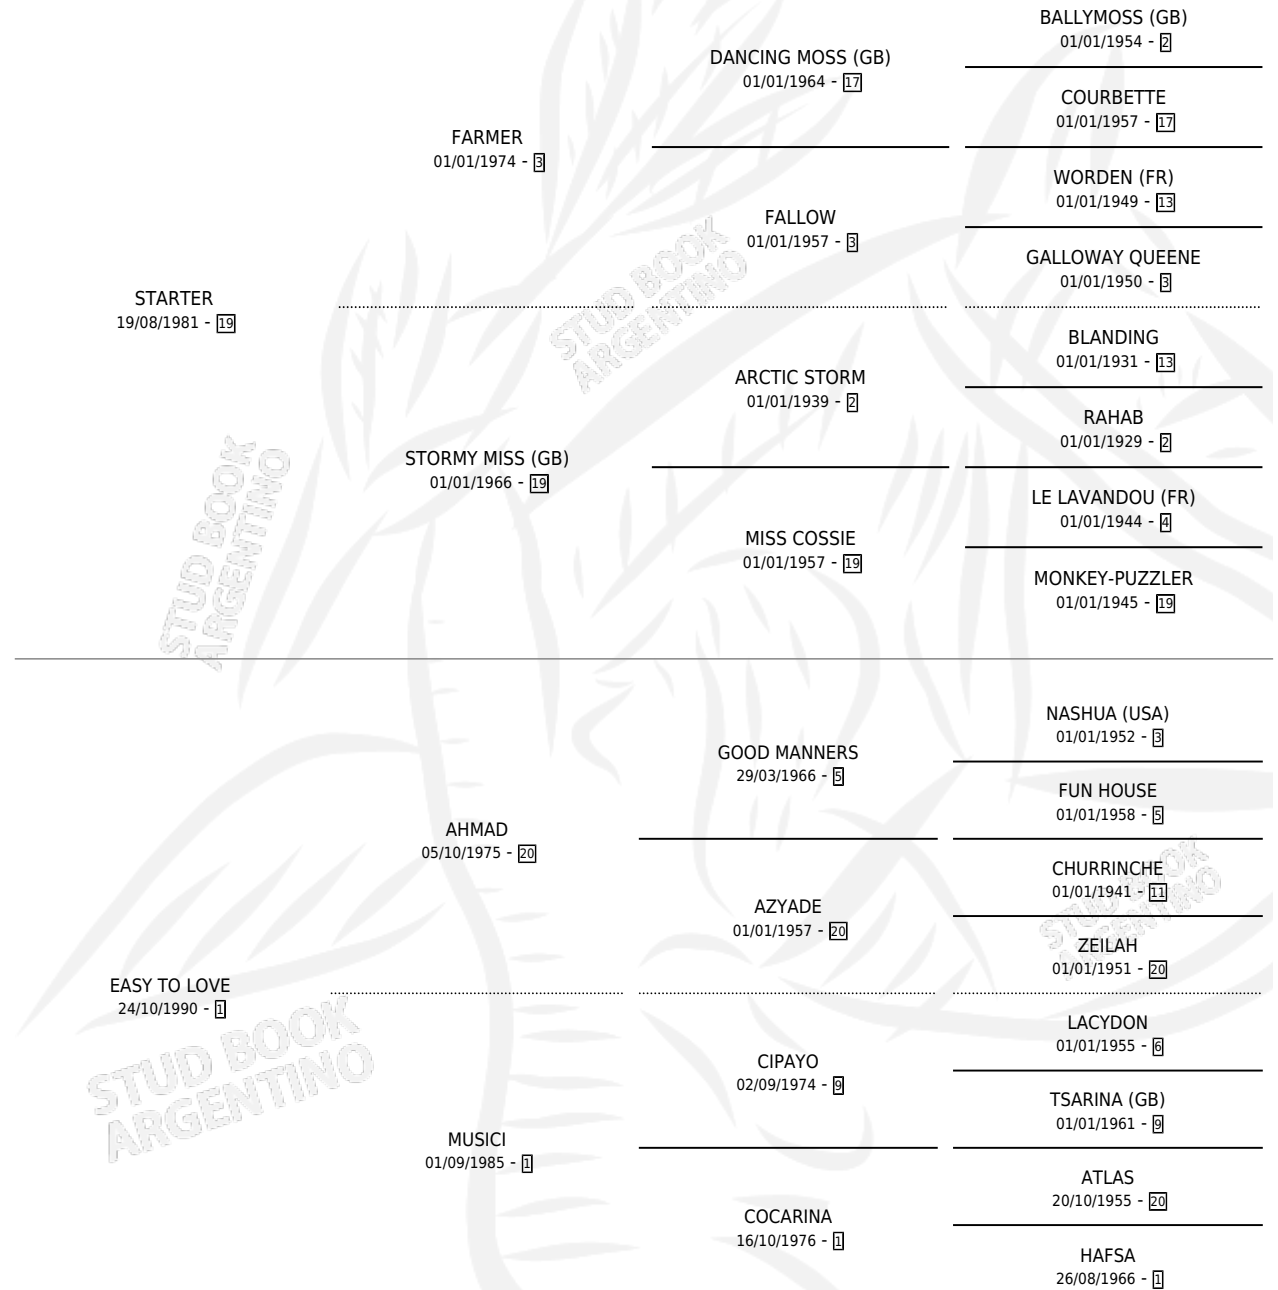 BALLYMOSS (GB)
01/01/1954 - 2
DANCING MOSS (GB)
01/01/1964 - 17
COURBETTE
01/01/1957 - 17
FARMER
01/01/1974 - 3
WORDEN (FR)
01/01/1949 - 13
FALLOW
01/01/1957 - 3
GALLOWAY QUEENE
01/01/1950 - 3
STARTER
19/08/1981 - 19
BLANDING
01/01/1931 - 13
ARCTIC STORM
01/01/1939 - 2
RAHAB
01/01/1929 - 2
STORMY MISS (GB)
01/01/1966 - 19
LE LAVANDOU (FR)
01/01/1944 - 4
MISS COSSIE
01/01/1957 - 19
MONKEY-PUZZLER
01/01/1945 - 19
NASHUA (USA)
01/01/1952 - 3
GOOD MANNERS
29/03/1966 - 5
FUN HOUSE
01/01/1958 - 5
AHMAD
05/10/1975 - 20
CHURRINCHE
01/01/1941 - 11
AZYADE
01/01/1957 - 20
ZEILAH
01/01/1951 - 20
EASY TO LOVE
24/10/1990 - 1
LACYDON
01/01/1955 - 6
CIPAYO
02/09/1974 - 9
TSARINA (GB)
01/01/1961 - 9
MUSICI
01/09/1985 - 1
ATLAS
20/10/1955 - 20
COCARINA
16/10/1976 - 1
HAFSA
26/08/1966 - 1
STUD BOOK
ARGENTINO
STUD BOOK
ARGENTINO
STUD BOOK
ARGENTINO
STUD BOOK
ARGENTINO